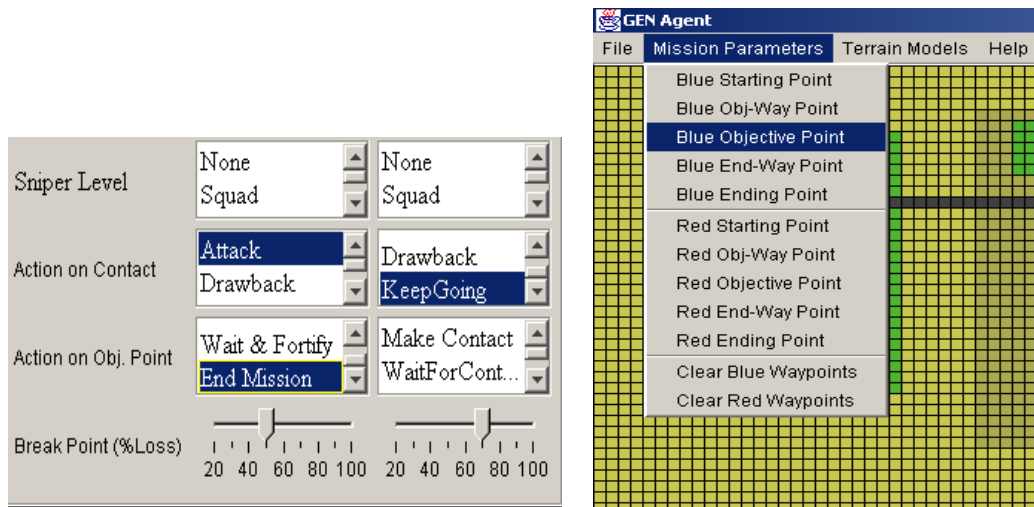 Sniper Level
None
Squad
None
Squad
Action on Contact
Attack
Drawback
Drawback
KeepGoing
Action on Obj. Point
Wait & Fortify
End Mission
Make Contact
WaitForCont...
Break Point (%Loss)
20 40 60 80 100
20 40 60 80 100
GEN Agent
File Mission Parameters Terrain Models Help
Blue Starting Point
Blue Obj-Way Point
Blue Objective Point
Blue End-Way Point
Blue Ending Point
Red Starting Point
Red Obj-Way Point
Red Objective Point
Red End-Way Point
Red Ending Point
Clear Blue Waypoints
Clear Red Waypoints